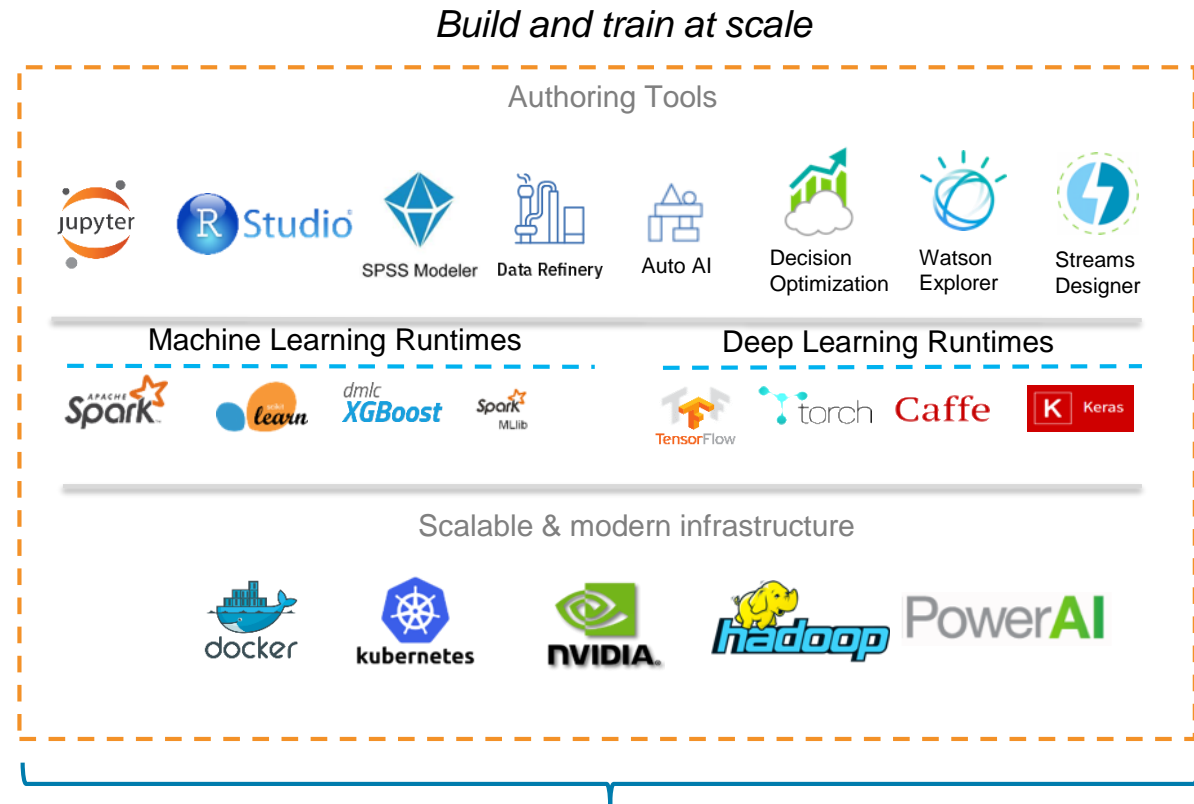 Build and train at scale
Authoring Tools
jupyter
R Studio
SPSS Modeler
Data Refinery
Auto AI
Decision
Optimization
Watson
Explorer
Streams
Designer
Machine Learning Runtimes
Deep Learning Runtimes
APACHE
Spark
scikit
learn
dmlc
XGBoost
Spark
MLlib
TensorFlow
torch
Caffe
K Keras
Scalable & modern infrastructure
docker
kubernetes
NVIDIA.
hadoop
PowerAI